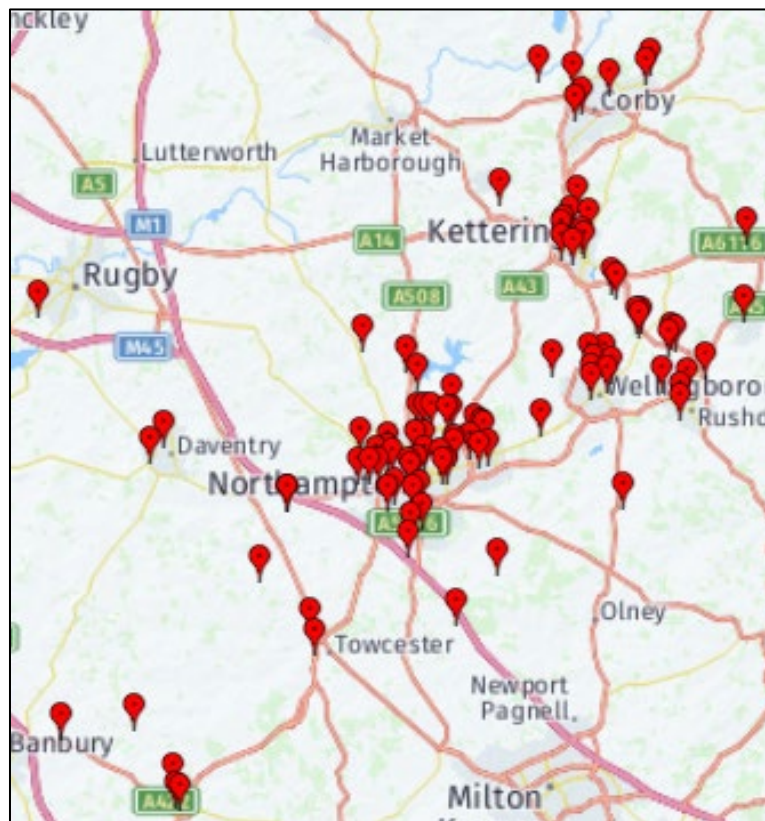 nckley
Corby
Market
Harborough
Lutterworth
A5
M1
A14
Ketterin
A6116
Rugby
A43
A508
M45
Wellingboro
Rushd
Daventry
Northampt
Olney
Towcester
Newport
Pagnell
Banbury
Milton